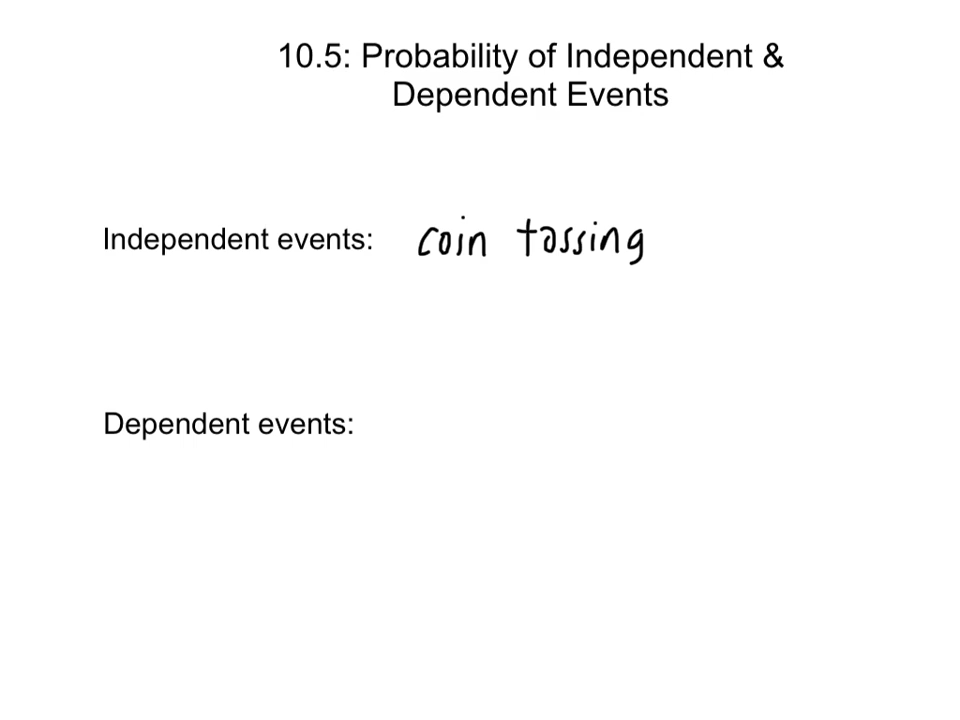 10.5: Probability of Independent &
Dependent Events
Independent events: coin tossing
Dependent events: